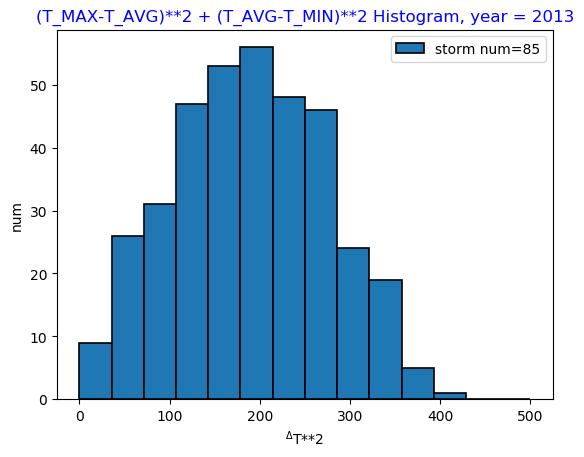 (T_MAX-T_AVG)**2 + (T_AVG-T_MIN)**2 Histogram, year = 2013
storm num=85
50
40
30
20
10
0
num
0 100 200 300 400 500
ΔT**2